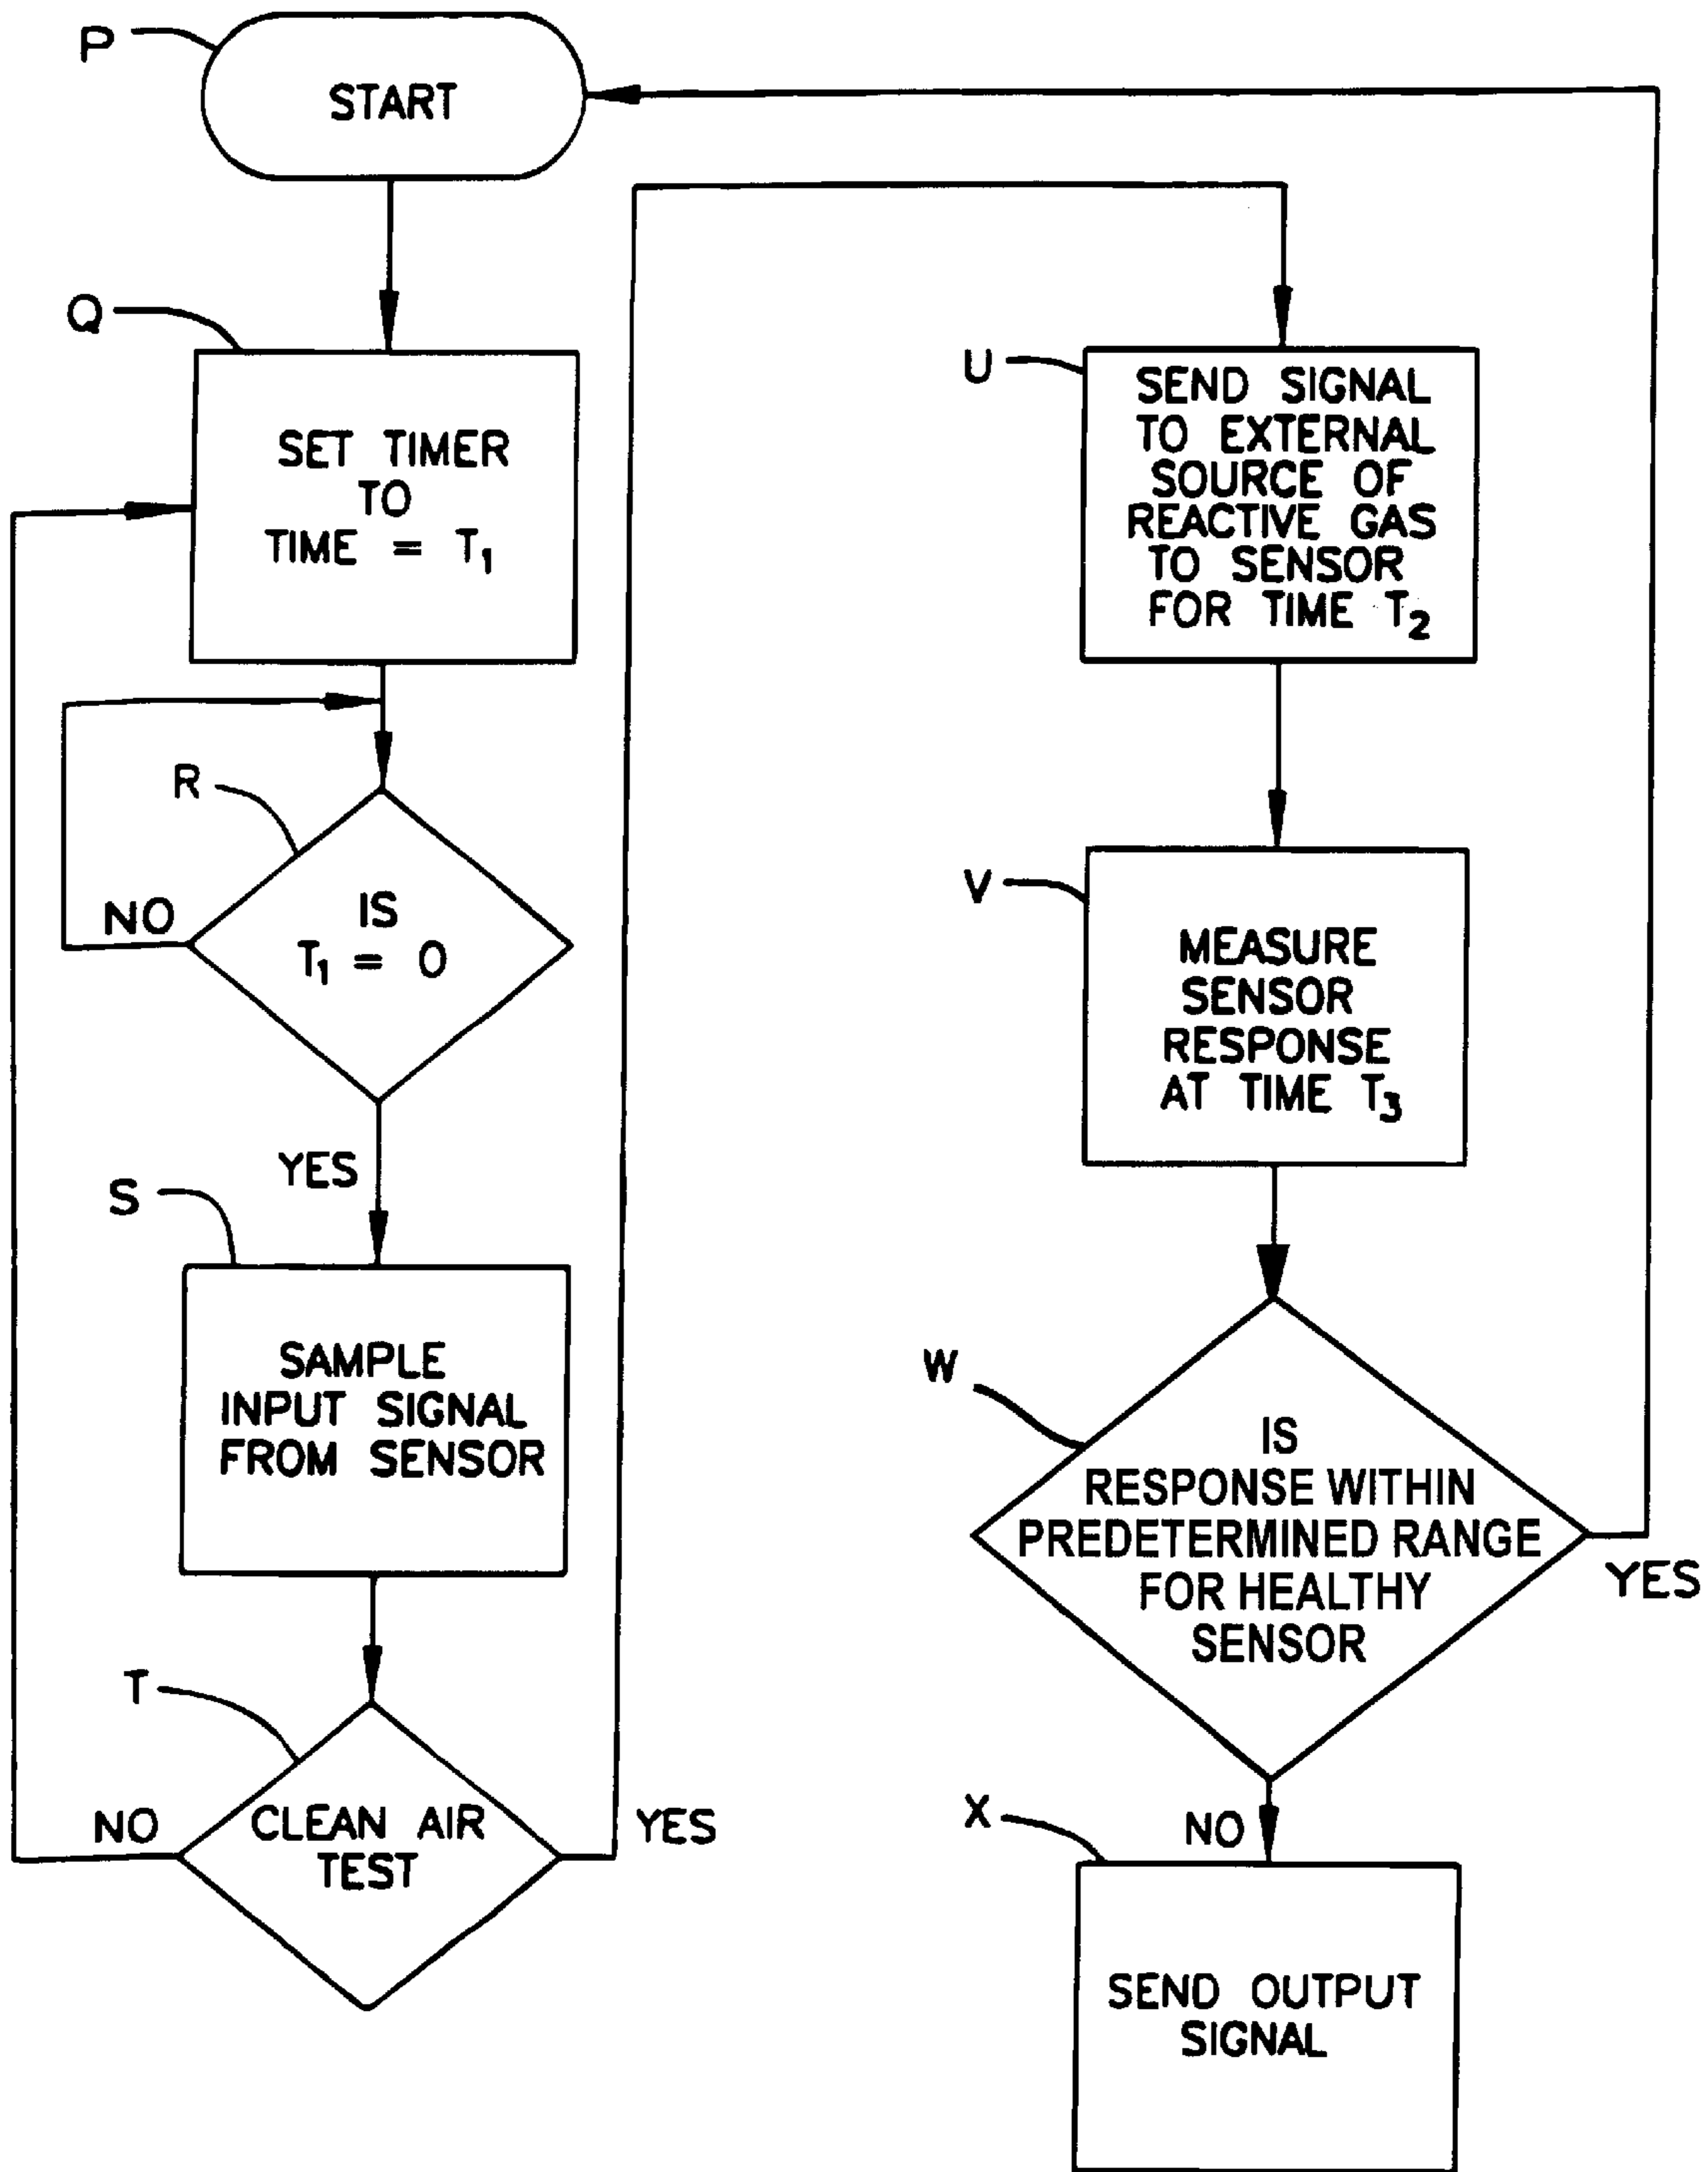 P
START
Q
SET TIMER
TO
TIME = T₁
R
IS
T₁ = 0
NO
YES
S
SAMPLE
INPUT SIGNAL
FROM SENSOR
T
CLEAN AIR
TEST
NO
YES
U
SEND SIGNAL
TO EXTERNAL
SOURCE OF
REACTIVE GAS
TO SENSOR
FOR TIME T₂
V
MEASURE
SENSOR
RESPONSE
AT TIME T₃
W
IS
RESPONSE WITHIN
PREDETERMINED RANGE
FOR HEALTHY
SENSOR
YES
NO
X
SEND OUTPUT
SIGNAL